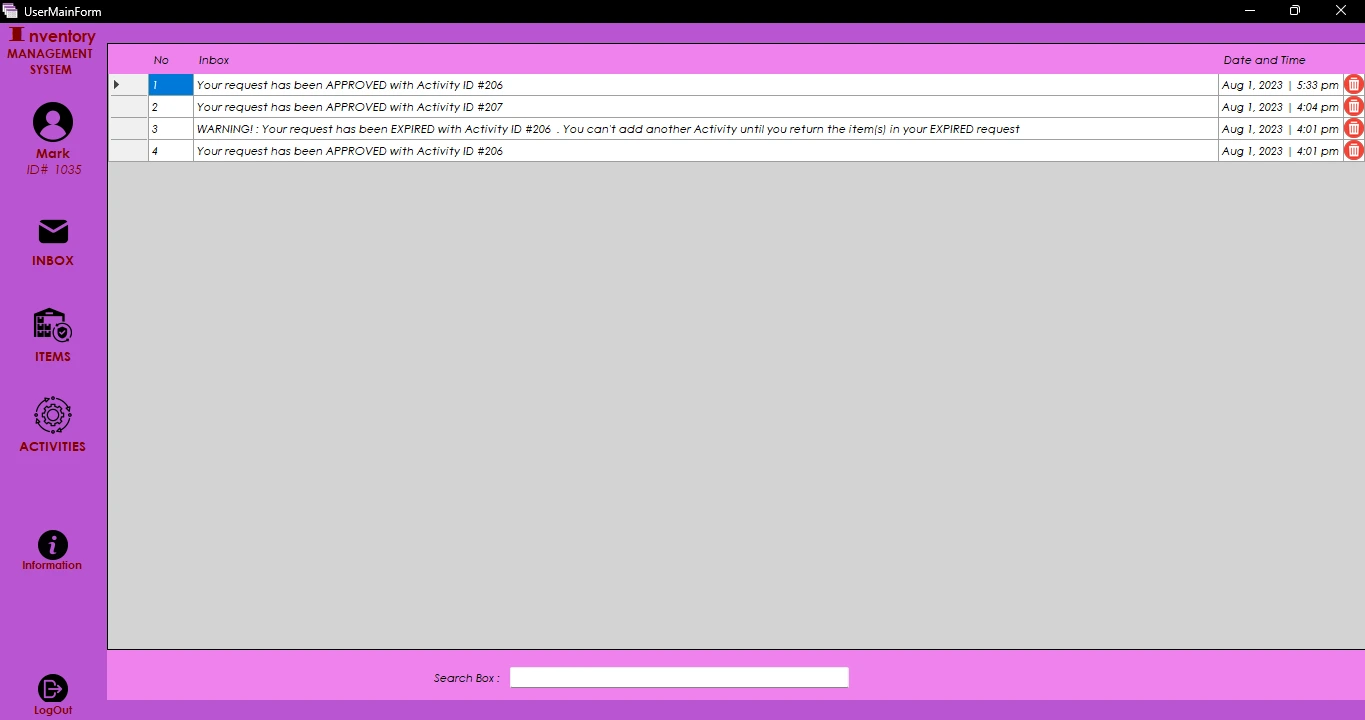 UserMainForm
Inventory
MANAGEMENT
SYSTEM
Mark
ID# 1035
INBOX
ITEMS
ACTIVITIES
Information
LogOut
No Inbox Date and Time
1 Your request has been APPROVED with Activity ID #206 Aug 1, 2023 | 5:33 pm
2 Your request has been APPROVED with Activity ID #207 Aug 1, 2023 | 4:04 pm
3 WARNING! : Your request has been EXPIRED with Activity ID #206 . You can't add another Activity until you return the item(s) in your EXPIRED request Aug 1, 2023 | 4:01 pm
4 Your request has been APPROVED with Activity ID #206 Aug 1, 2023 | 4:01 pm
Search Box :